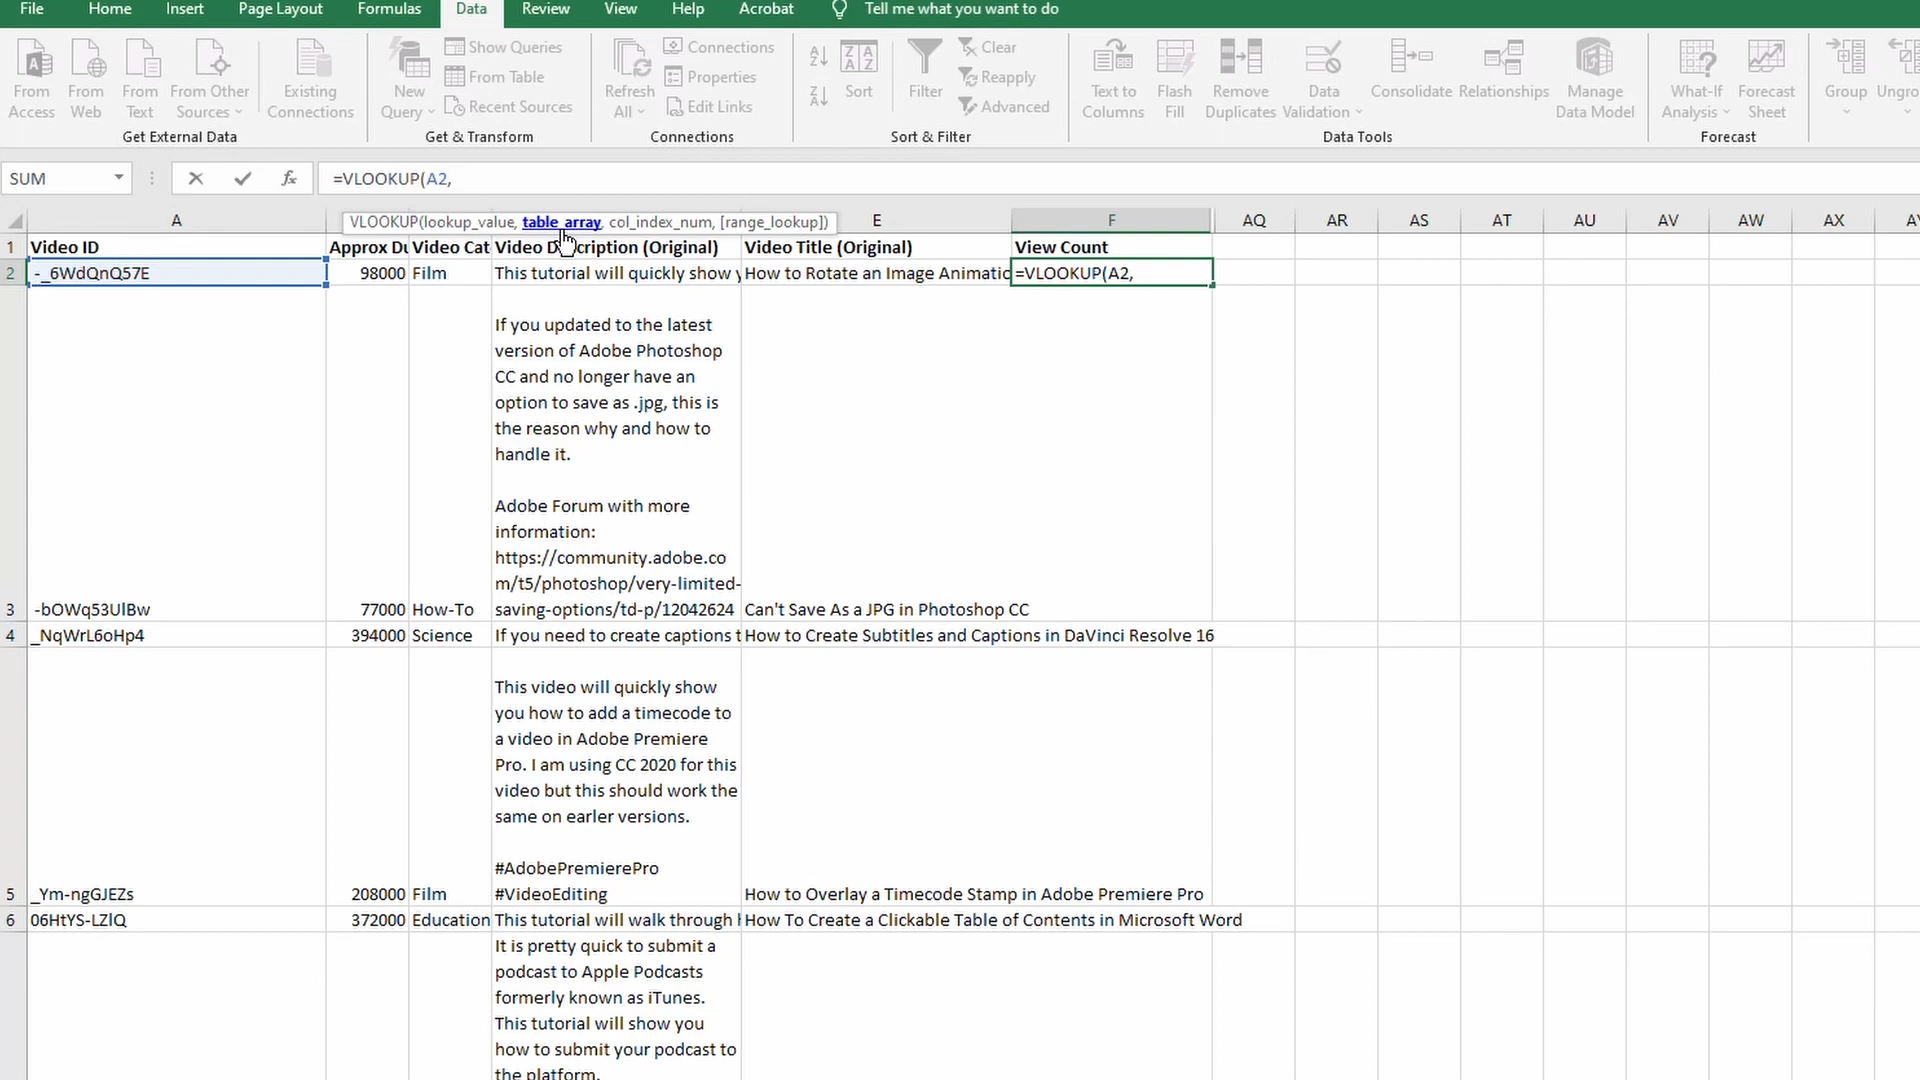 File Home Insert Page Layout Formulas Data Review View Help Acrobat Tell me what you want to do
From Access
From Web
From Text
From Other Sources
Existing Connections
Get External Data
New Query
Show Queries
From Table
Recent Sources
Get & Transform
Refresh All
Connections
Properties
Edit Links
Connections
Sort
Filter
Clear
Reapply
Advanced
Sort & Filter
Text to Columns
Flash Fill
Remove Duplicates
Data Validation
Consolidate
Relationships
Manage Data Model
Data Tools
What-If Analysis
Forecast Sheet
Forecast
Group
Ungro
SUM fx =VLOOKUP(A2,
VLOOKUP(lookup_value, table_array, col_index_num, [range_lookup])
A E F AQ AR AS AT AU AV AW AX
1 Video ID Approx Du Video Cat Video D cription (Original) Video Title (Original) View Count
2 -_6WdQnQ57E 98000 Film This tutorial will quickly show y How to Rotate an Image Animatio =VLOOKUP(A2,
If you updated to the latest
version of Adobe Photoshop
CC and no longer have an
option to save as .jpg, this is
the reason why and how to
handle it.
Adobe Forum with more
information:
https://community.adobe.co
m/t5/photoshop/very-limited-
3 -bOWq53UlBw 77000 How-To saving-options/td-p/12042624 Can't Save As a JPG in Photoshop CC
4 _NqWrL6oHp4 394000 Science If you need to create captions t How to Create Subtitles and Captions in DaVinci Resolve 16
This video will quickly show
you how to add a timecode to
a video in Adobe Premiere
Pro. I am using CC 2020 for this
video but this should work the
same on earler versions.
#AdobePremierePro
5 _Ym-ngGJEZs 208000 Film #VideoEditing How to Overlay a Timecode Stamp in Adobe Premiere Pro
6 06HtYS-LZlQ 372000 Education This tutorial will walk through h How To Create a Clickable Table of Contents in Microsoft Word
It is pretty quick to submit a
podcast to Apple Podcasts
formerly known as iTunes.
This tutorial will show you
how to submit your podcast to
the platform.